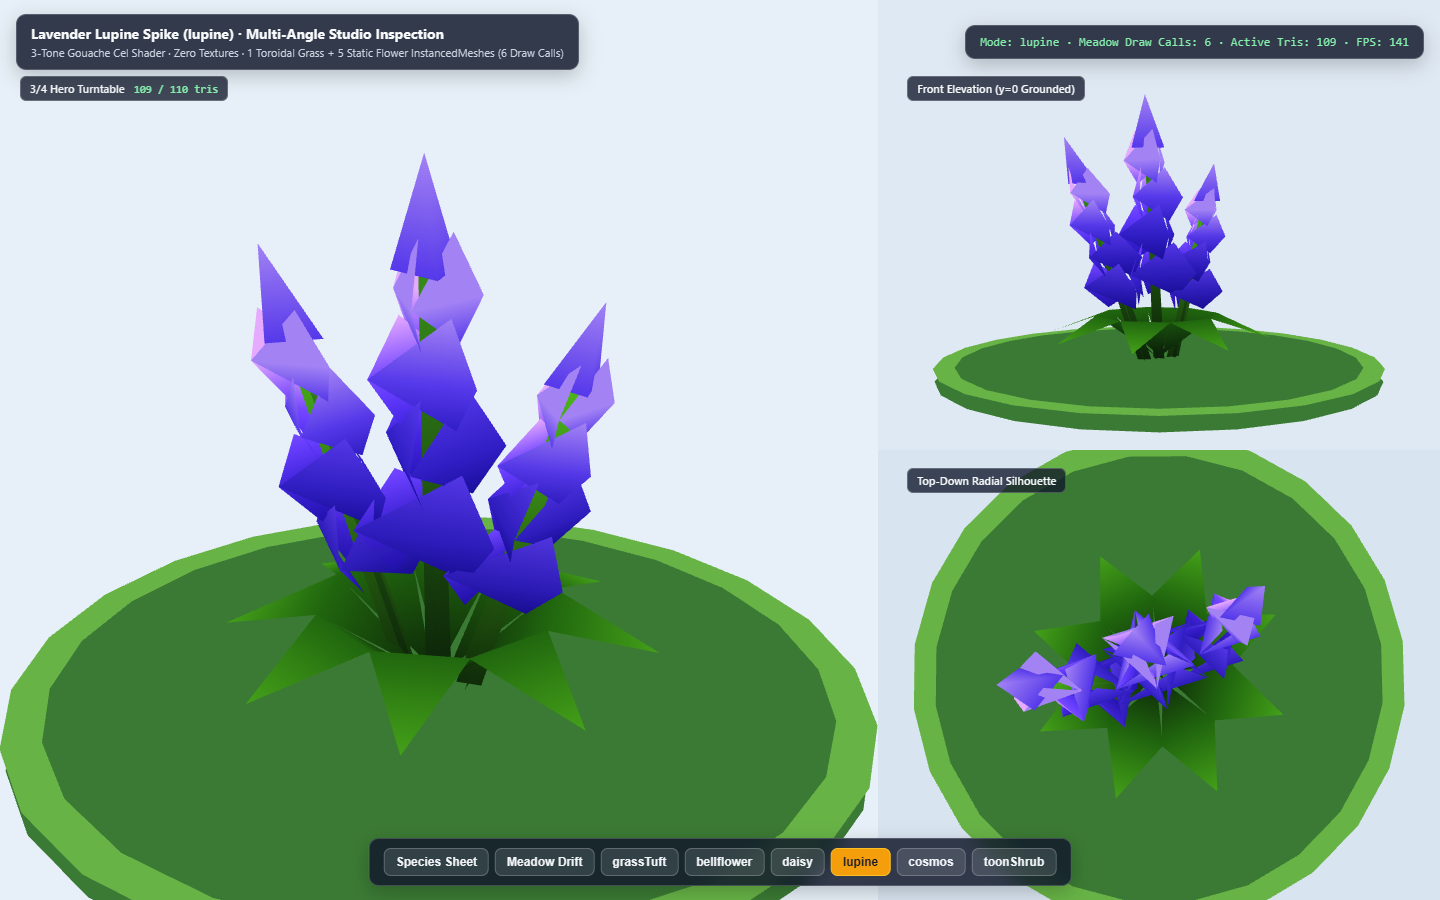 Lavender Lupine Spike (lupine) · Multi-Angle Studio Inspection
3-Tone Gouache Cel Shader · Zero Textures · 1 Toroidal Grass + 5 Static Flower InstancedMeshes (6 Draw Calls)
Mode: lupine · Meadow Draw Calls: 6 · Active Tris: 109 · FPS: 141
3/4 Hero Turntable 109 / 110 tris
Front Elevation (y=0 Grounded)
Top-Down Radial Silhouette
Species Sheet Meadow Drift grassTuft bellflower daisy lupine cosmos toonShrub